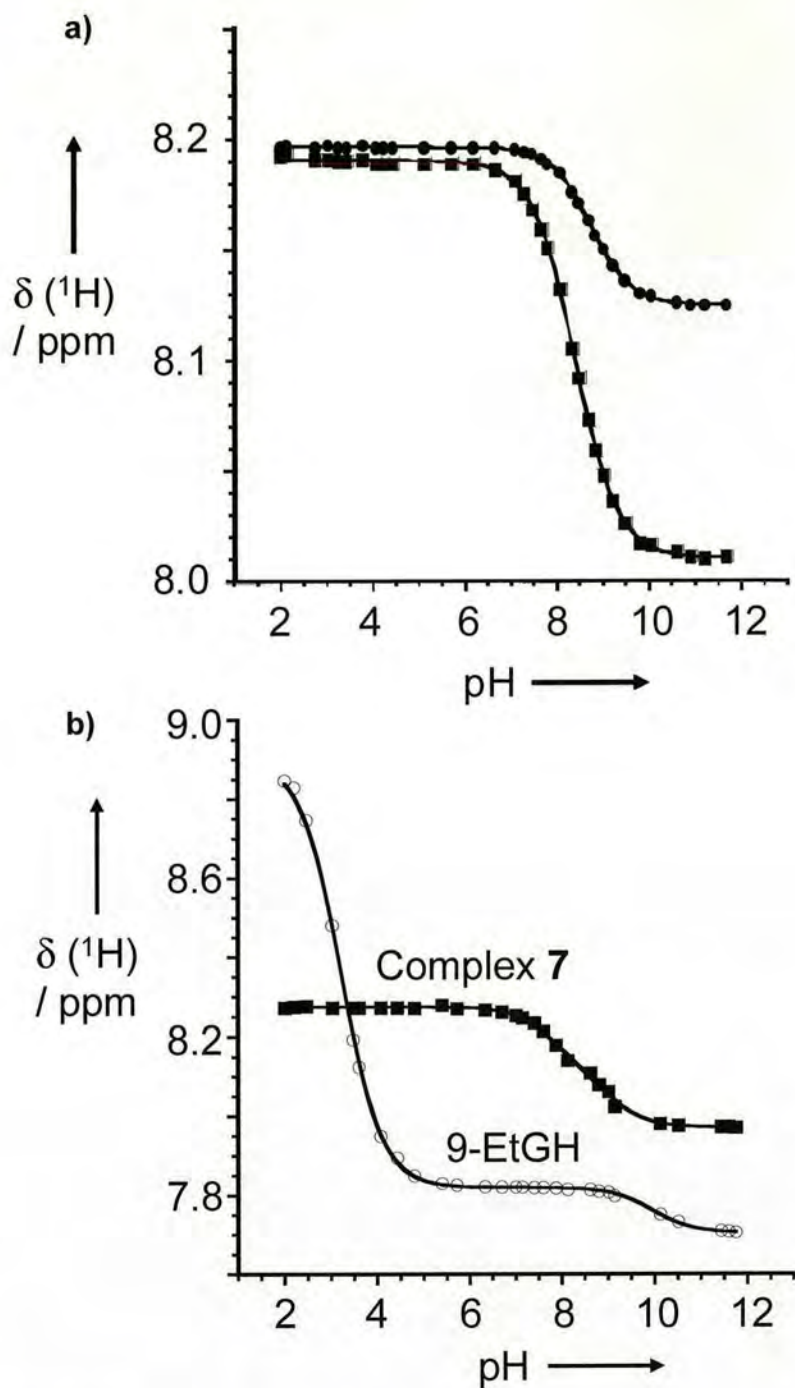 a)
8.2
δ (¹H)
/ ppm
8.1
8.0
2 4 6 8 10 12
pH
b)
9.0
8.6
δ (¹H)
/ ppm
Complex 7
8.2
9-EtGH
7.8
2 4 6 8 10 12
pH